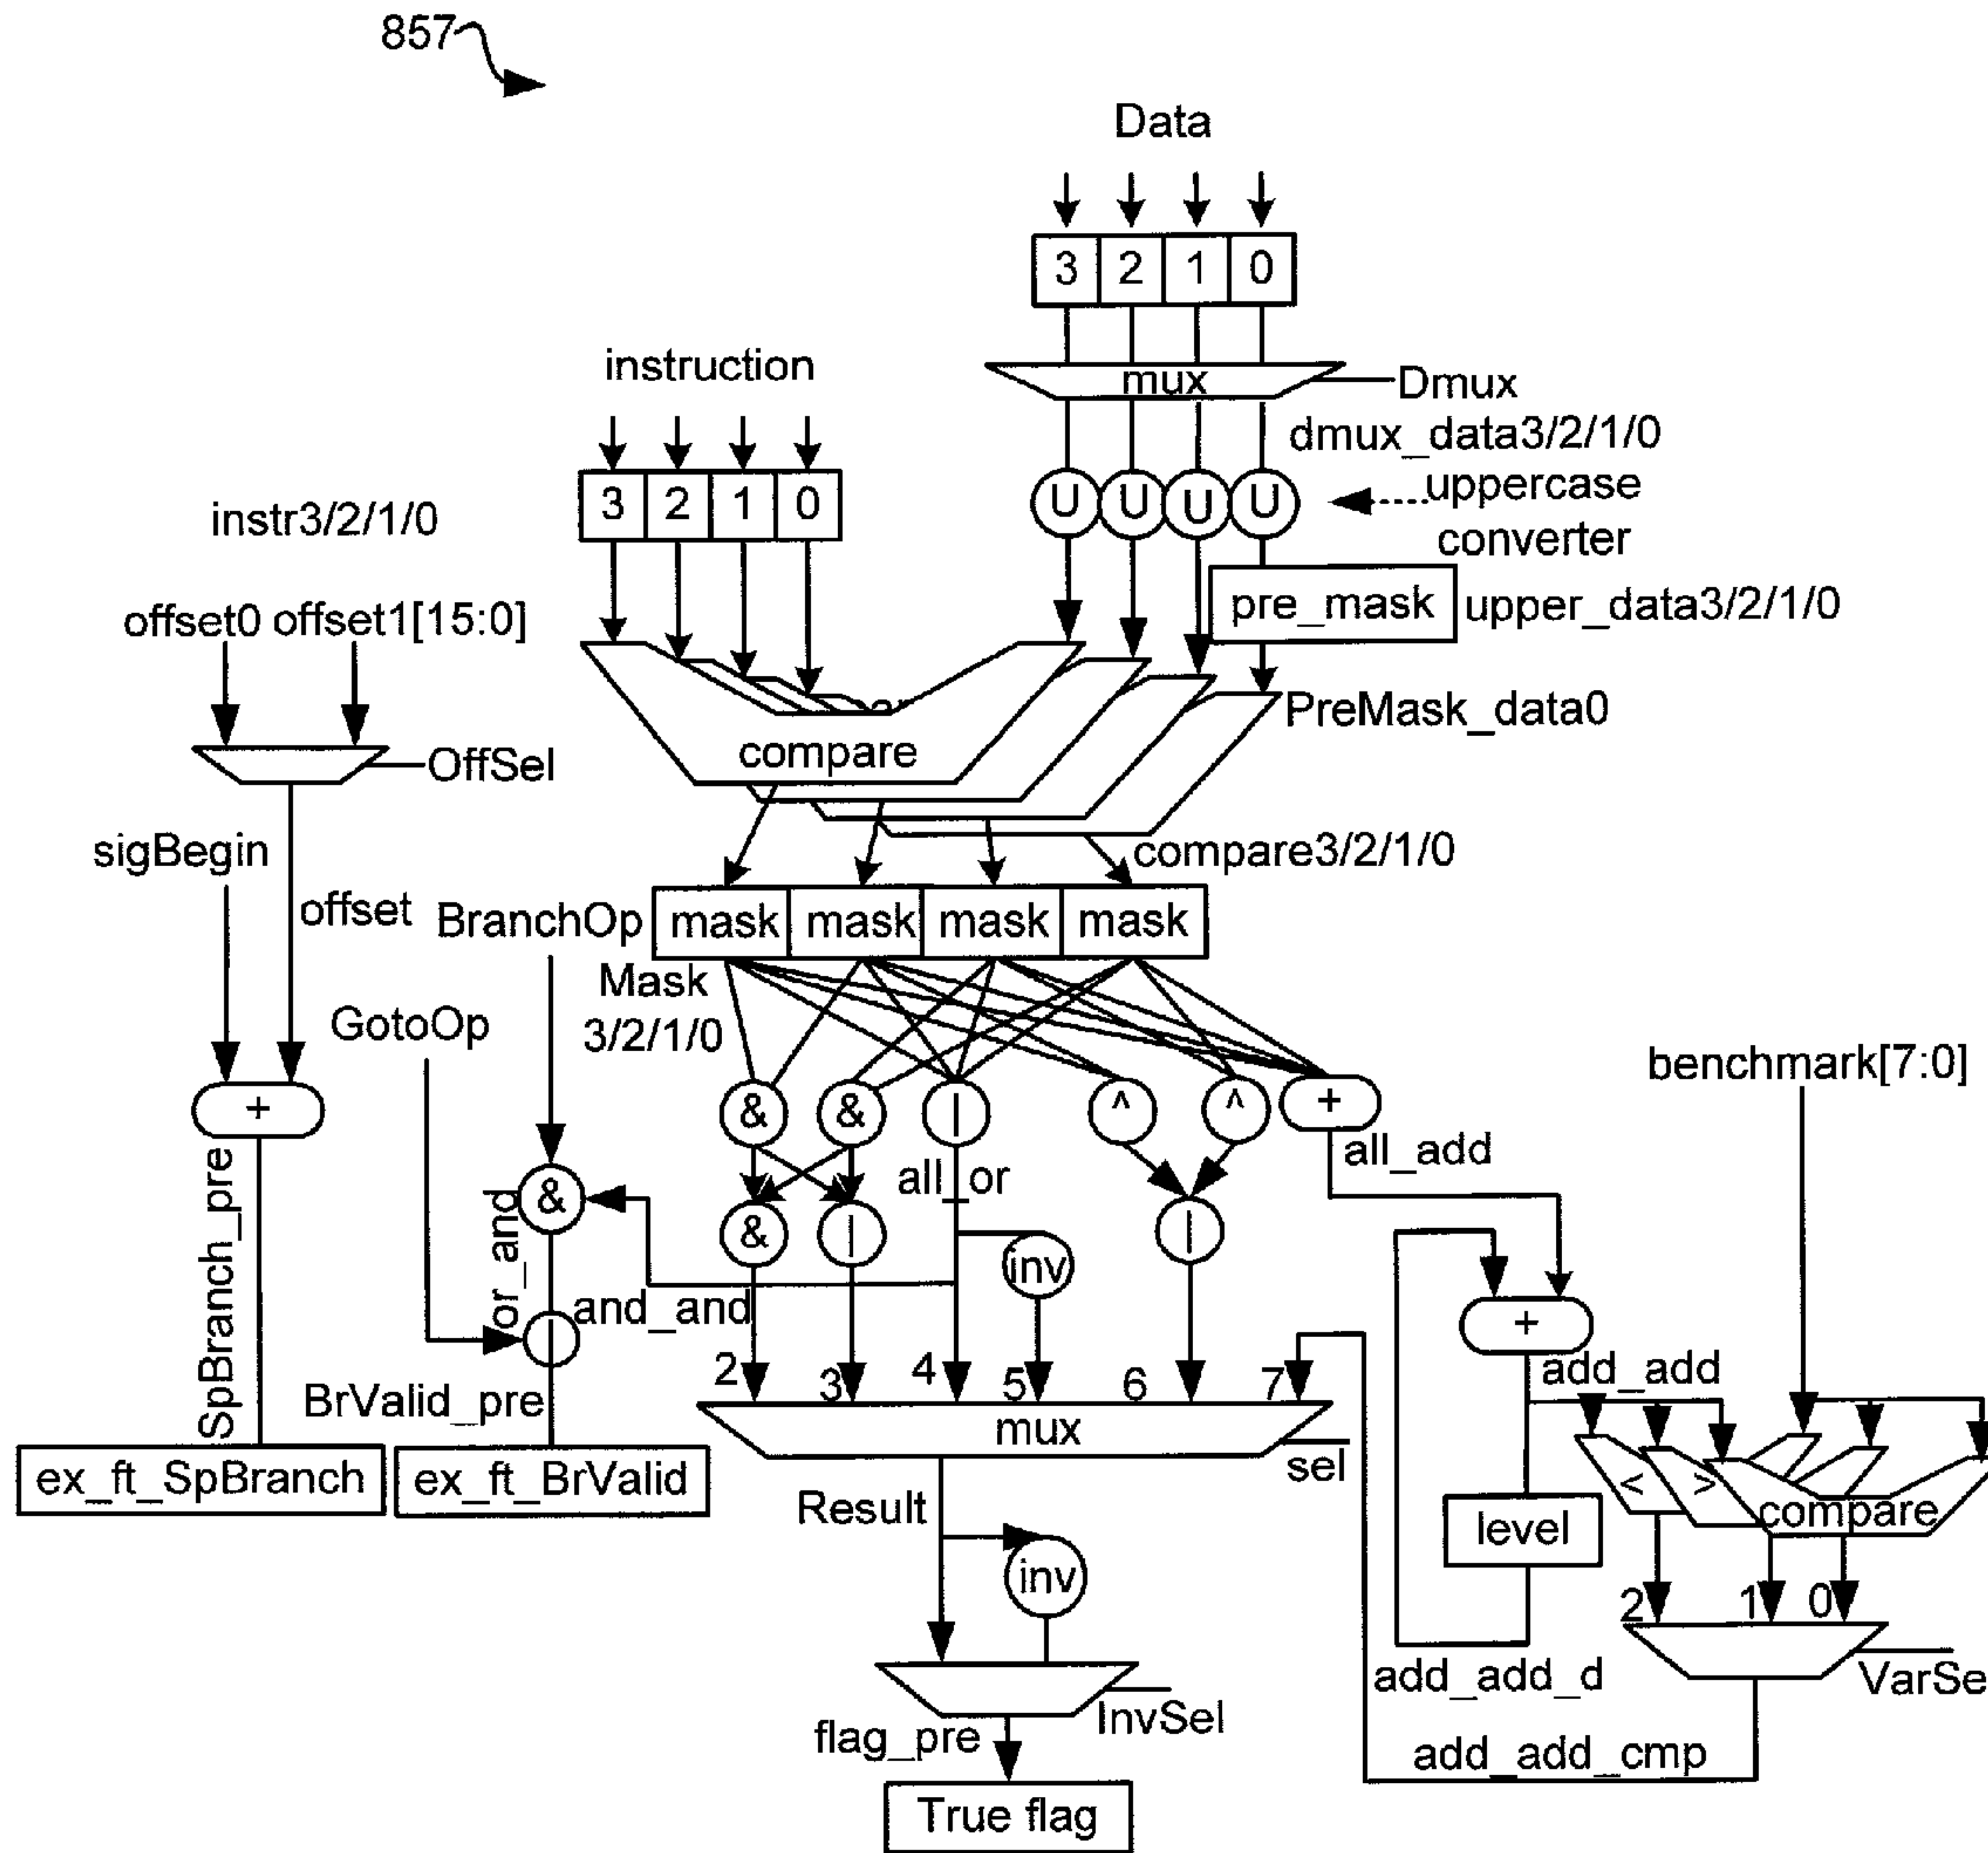 857
Data
3 2 1 0
instruction
mux
Dmux
dmux_data3/2/1/0
3 2 1 0
U U U U
uppercase
converter
instr3/2/1/0
pre_mask
upper_data3/2/1/0
offset0 offset1[15:0]
PreMask_data0
compare
OffSel
sigBegin
compare3/2/1/0
offset
BranchOp
mask mask mask mask
Mask
3/2/1/0
GotoOp
benchmark[7:0]
+
& & | ^ ^ +
all_add
all_or
&
& | |
SpBranch_pre
or_and
inv
and_and
+
2 3 4 5 6 7
add_add
BrValid_pre
mux
sel
ex_ft_SpBranch
ex_ft_BrValid
< >
compare
Result
level
inv
2 1 0
add_add_d
VarSe
InvSel
flag_pre
add_add_cmp
True flag